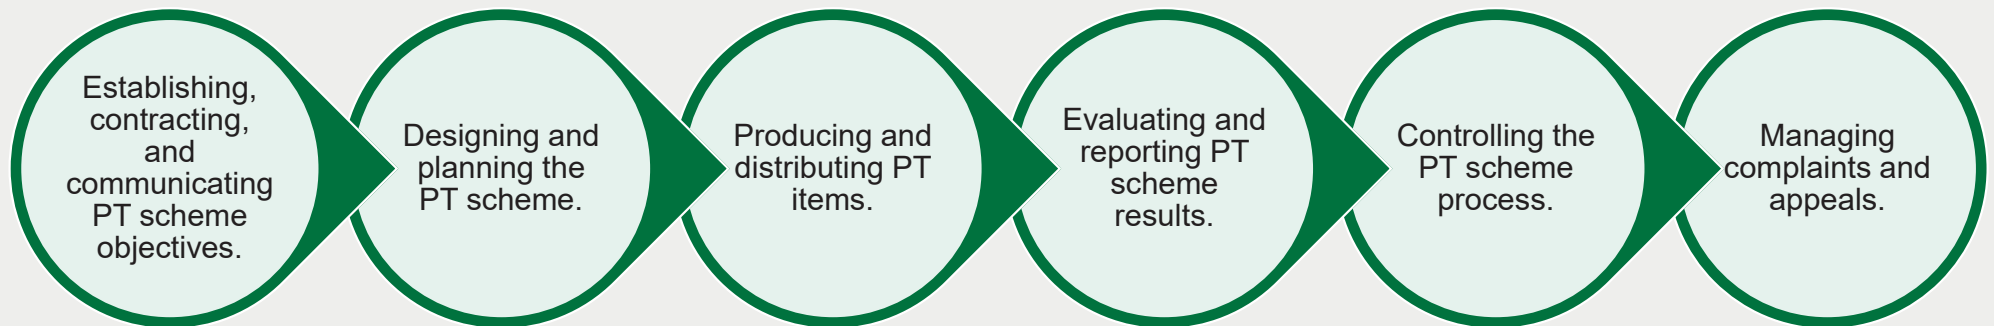 Establishing,
contracting,
and
communicating
PT scheme
objectives.
Designing and
planning the
PT scheme.
Producing and
distributing PT
items.
Evaluating and
reporting PT
scheme
results.
Controlling the
PT scheme
process.
Managing
complaints and
appeals.